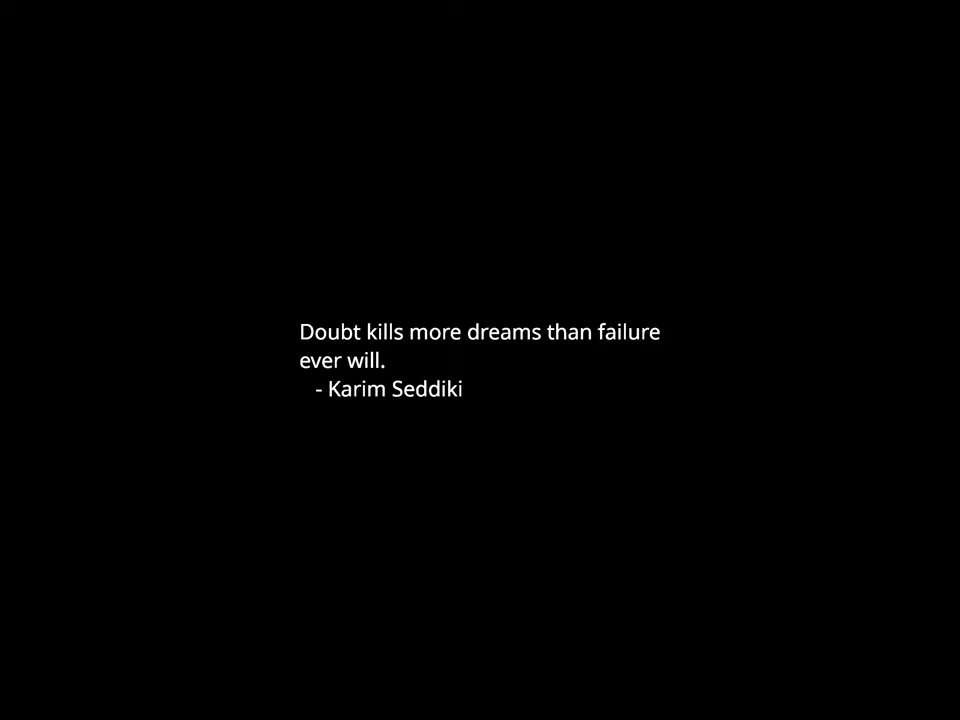 Doubt kills more dreams than failure
ever will.
- Karim Seddiki